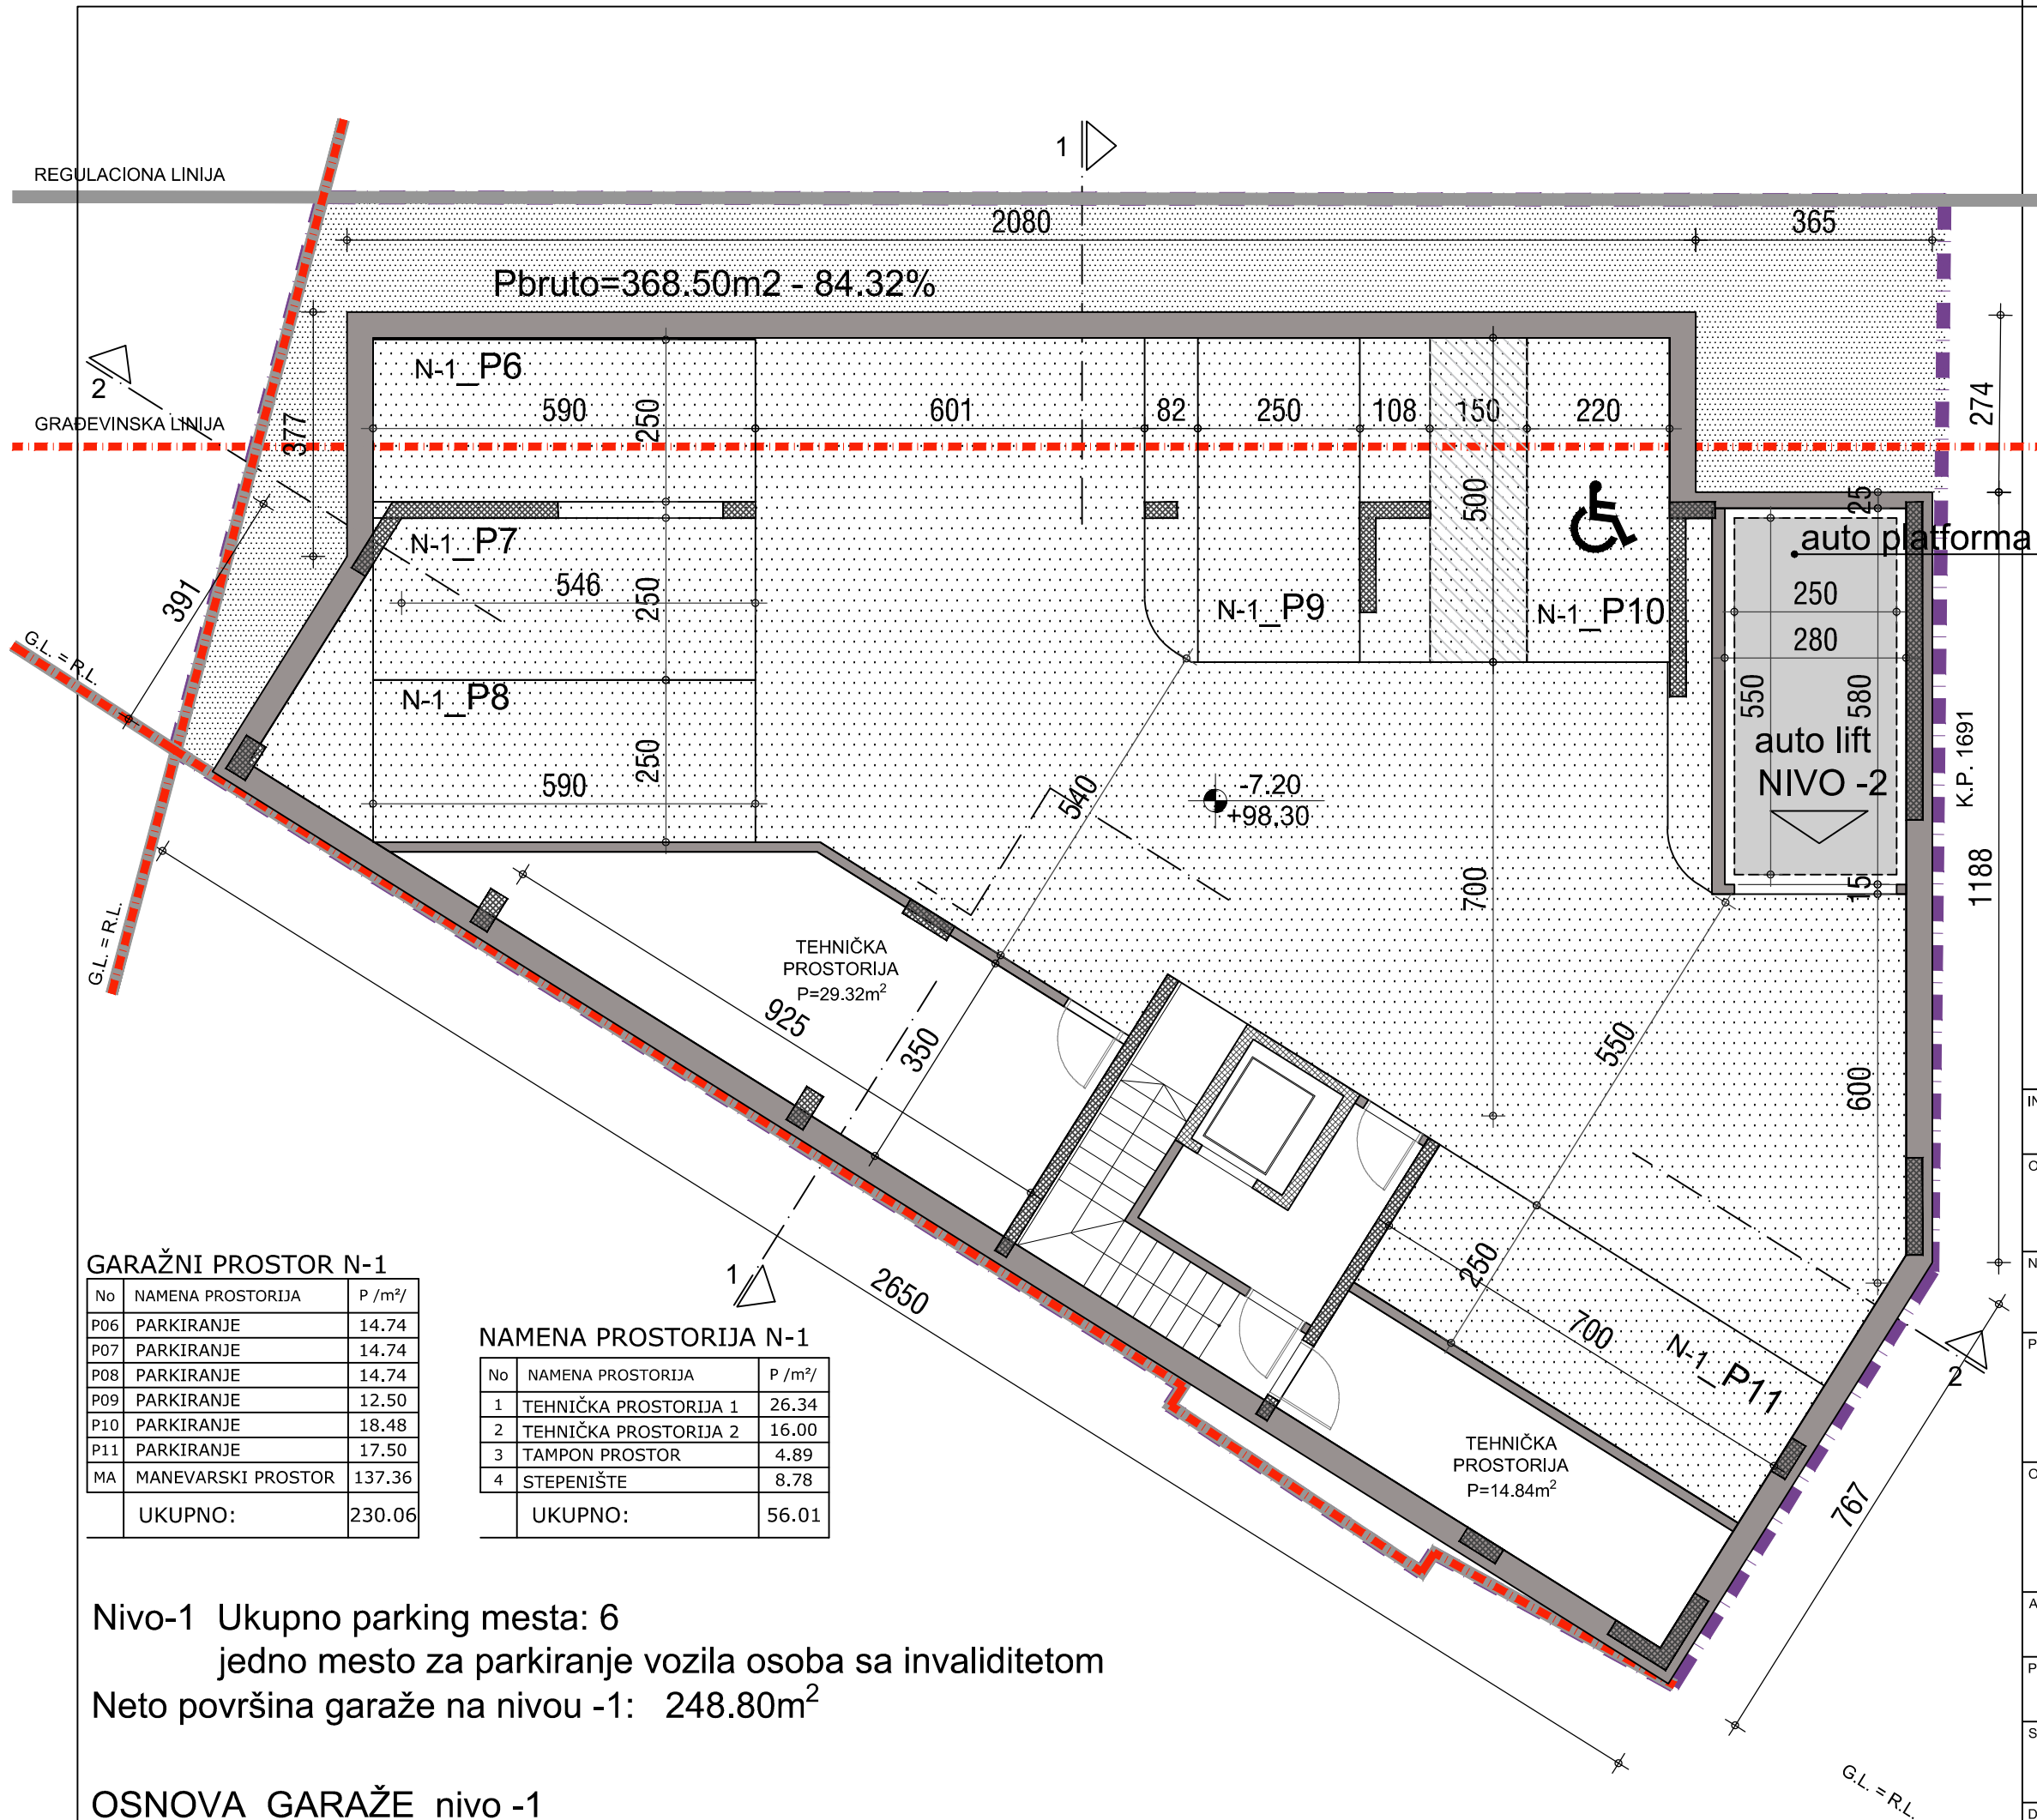 1
REGULACIONA LINIJA
2080
365
Pbruto=368.50m2 - 84.32%
2
GRAĐEVINSKA LINIJA
377
274
N-1_P6
590
250
601
82
250
108
150
220
500
25
auto platforma
N-1_P7
546
250
N-1_P9
N-1_P10
250
280
550
580
391
G.L. = R.L.
N-1_P8
590
250
auto lift
NIVO -2
K.P. 1691
540
-7.20
+98.30
700
15
1188
G.L. = R.L.
TEHNIČKA
PROSTORIJA
P=29.32m²
925
350
550
600
2650
250
700
N-1_P11
1
2
767
TEHNIČKA
PROSTORIJA
P=14.84m²
GARAŽNI PROSTOR N-1
No NAMENA PROSTORIJA P /m²/
P06 PARKIRANJE 14.74
P07 PARKIRANJE 14.74
P08 PARKIRANJE 14.74
P09 PARKIRANJE 12.50
P10 PARKIRANJE 18.48
P11 PARKIRANJE 17.50
MA MANEVARSKI PROSTOR 137.36
UKUPNO: 230.06
NAMENA PROSTORIJA N-1
No NAMENA PROSTORIJA P /m²/
1 TEHNIČKA PROSTORIJA 1 26.34
2 TEHNIČKA PROSTORIJA 2 16.00
3 TAMPON PROSTOR 4.89
4 STEPENIŠTE 8.78
UKUPNO: 56.01
Nivo-1 Ukupno parking mesta: 6
jedno mesto za parkiranje vozila osoba sa invaliditetom
Neto površina garaže na nivou -1: 248.80m²
G.L. = R.L.
OSNOVA GARAŽE nivo -1